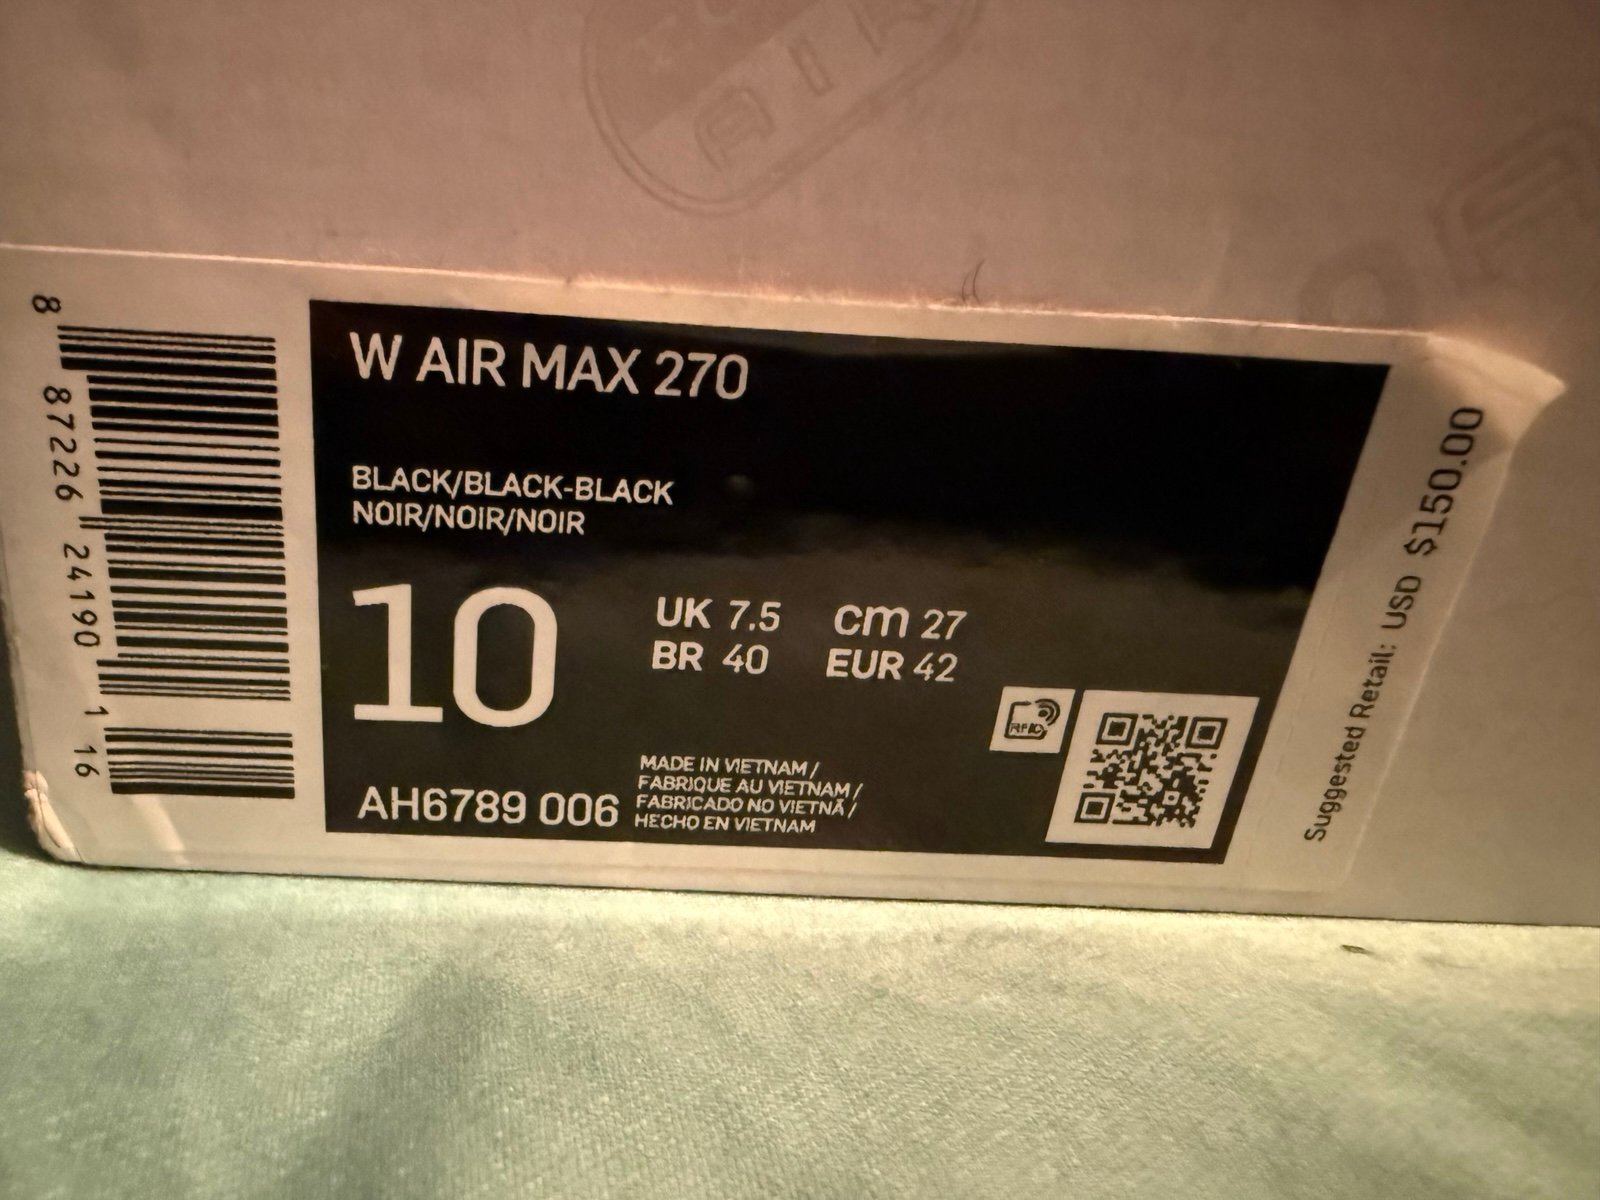 AIR
W AIR MAX 270
BLACK/BLACK-BLACK
NOIR/NOIR/NOIR
10
UK 7.5 cm 27
BR 40 EUR 42
RFID
AH6789 006
MADE IN VIETNAM /
FABRIQUE AU VIETNAM /
FABRICADO NO VIETNÃ /
HECHO EN VIETNAM
8 87226 24190 1 16
Suggested Retail: USD $150.00